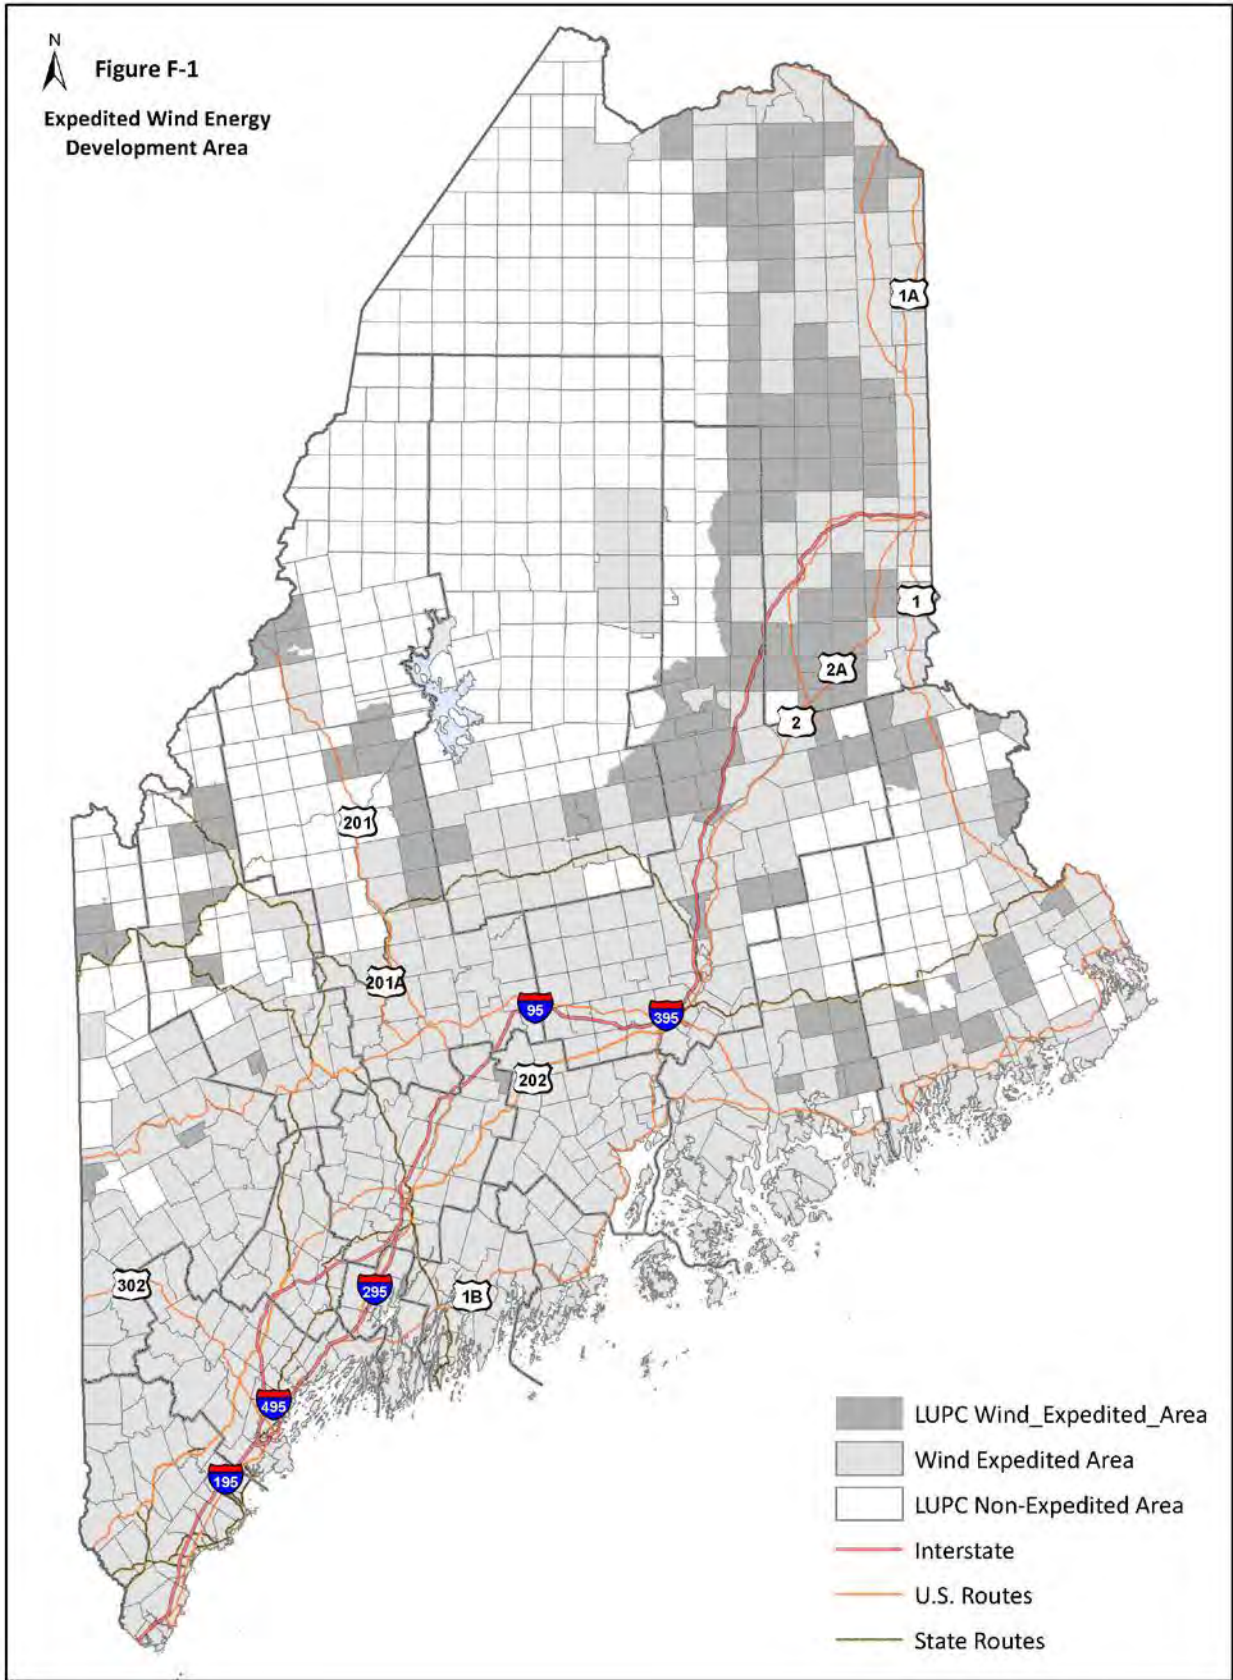 N
Figure F-1
Expedited Wind Energy
Development Area
1A
1
2A
2
201
201A
95
395
202
302
295
1B
495
195
LUPC Wind_Expedited_Area
Wind Expedited Area
LUPC Non-Expedited Area
Interstate
U.S. Routes
State Routes